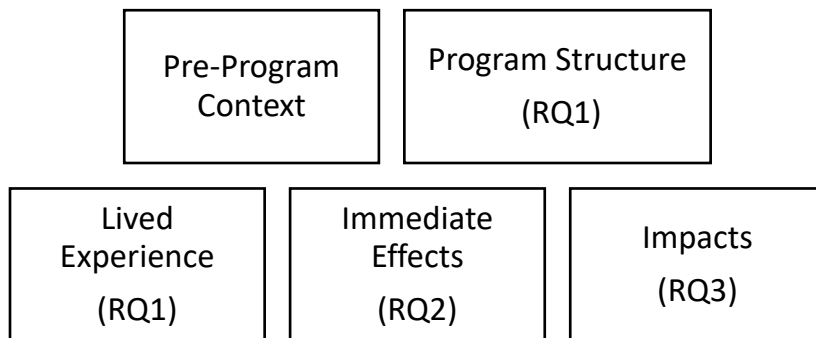 Pre-Program
Context
Program Structure
(RQ1)
Lived
Experience
(RQ1)
Immediate
Effects
(RQ2)
Impacts
(RQ3)